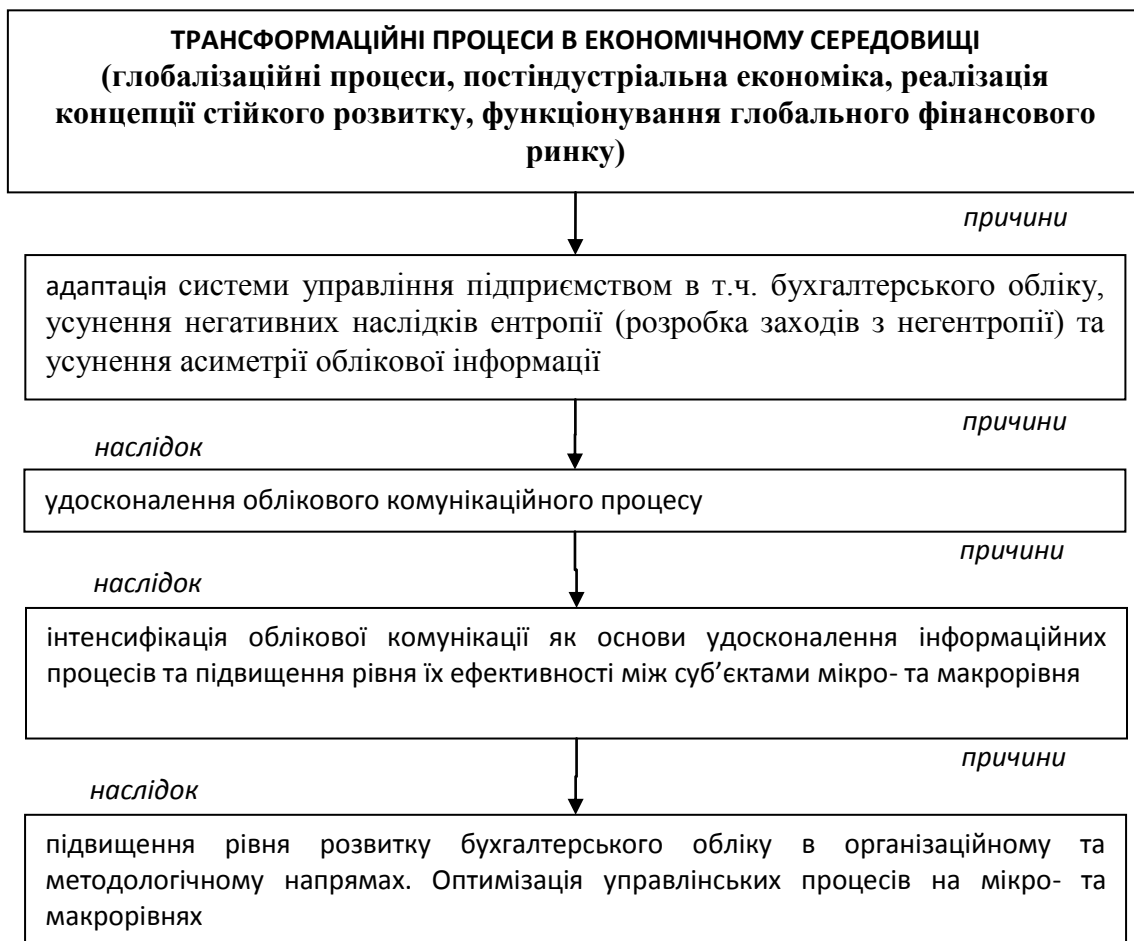 ТРАНСФОРМАЦІЙНІ ПРОЦЕСИ В ЕКОНОМІЧНОМУ СЕРЕДОВИЩІ
(глобалізаційні процеси, постіндустріальна економіка, реалізація
концепції стійкого розвитку, функціонування глобального фінансового
ринку)
причини
адаптація системи управління підприємством в т.ч. бухгалтерського обліку,
усунення негативних наслідків ентропії (розробка заходів з негентропії) та
усунення асиметрії облікової інформації
причини
наслідок
удосконалення облікового комунікаційного процесу
причини
наслідок
інтенсифікація облікової комунікації як основи удосконалення інформаційних
процесів та підвищення рівня їх ефективності між суб’єктами мікро- та макрорівня
причини
наслідок
підвищення рівня розвитку бухгалтерського обліку в організаційному та
методологічному напрямах. Оптимізація управлінських процесів на мікро- та
макрорівнях